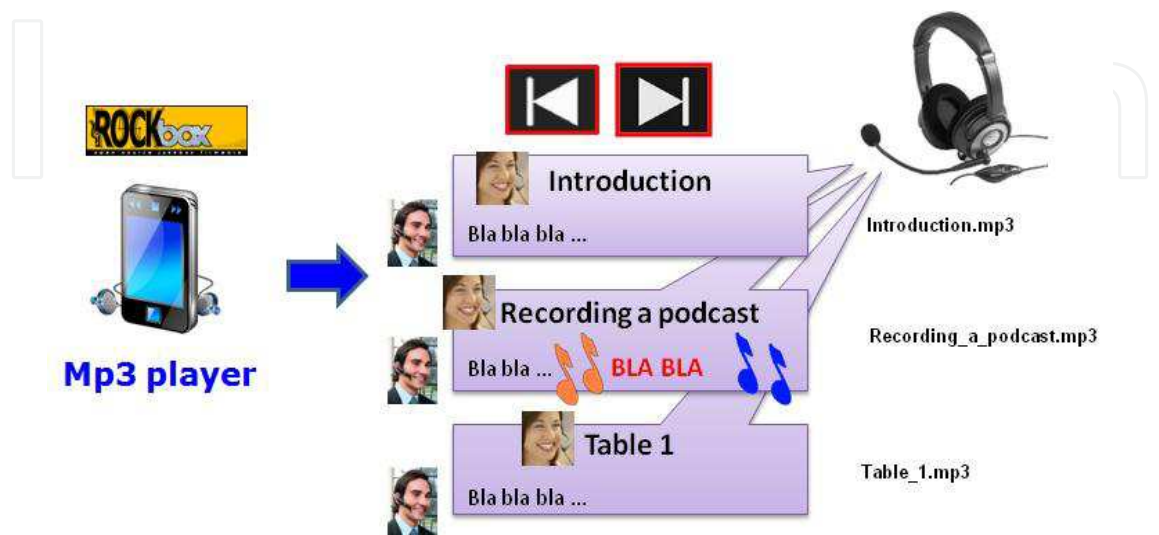 ROCKbox
Mp3 player
Introduction
Bla bla bla ...
Introduction.mp3
Recording a podcast
Bla bla ...
BLA BLA
Recording_a_podcast.mp3
Table 1
Bla bla bla ...
Table_1.mp3